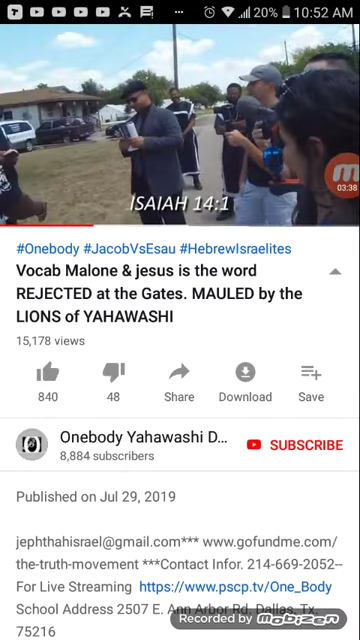 20% 10:52 AM
03:38
ISAIAH 14:1
#Onebody #JacobVsEsau #HebrewIsraelites
Vocab Malone & jesus is the word
REJECTED at the Gates. MAULED by the
LIONS of YAHAWASHI
15,178 views
840 48 Share Download Save
Onebody Yahawashi D...
SUBSCRIBE
8,884 subscribers
Published on Jul 29, 2019
jephthahisrael@gmail.com*** www.gofundme.com/
the-truth-movement ***Contact Infor. 214-669-2052--
For Live Streaming https://www.pscp.tv/One_Body
School Address 2507 E. Ann Arbor Rd, Dallas, Tx,
75216
Recorded by mobizen